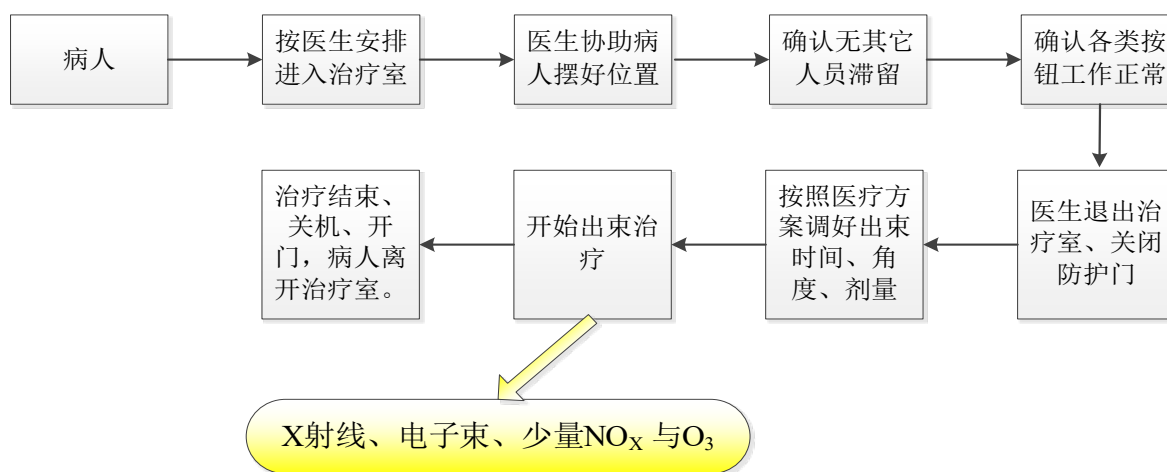 病人
按医生安排
进入治疗室
医生协助病
人摆好位置
确认无其它
人员滞留
确认各类按
钮工作正常
医生退出治
疗室、关闭
防护门
按照医疗方
案调好出束
时间、角
度、剂量
开始出束治
疗
治疗结束、
关机、开
门，病人离
开治疗室。
X射线、电子束、少量NOX 与O3